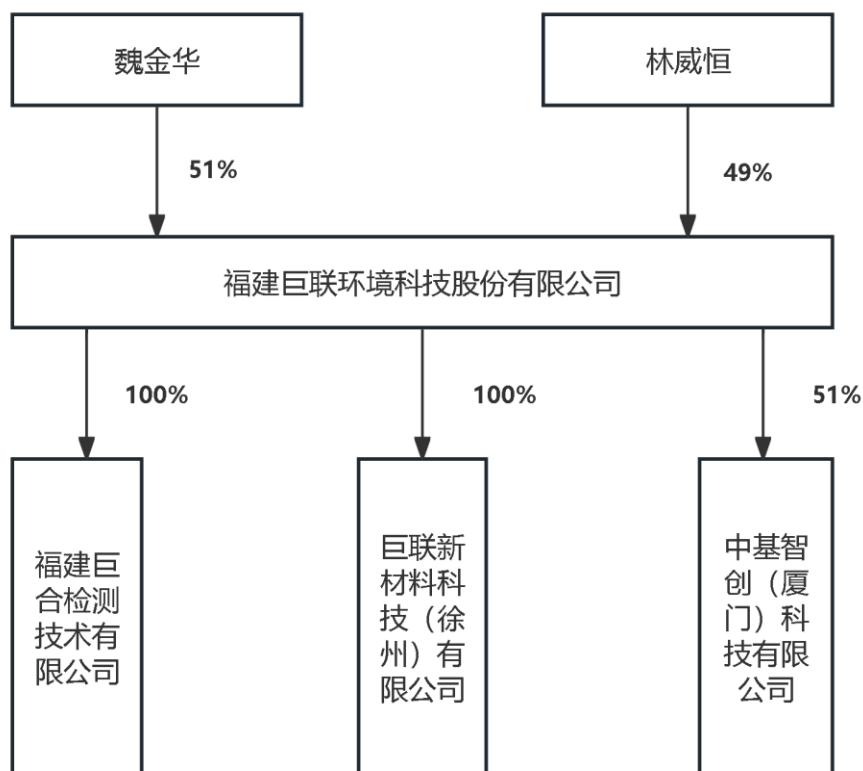 魏金华
林威恒
51%
49%
福建巨联环境科技股份有限公司
100%
100%
51%
福建巨
合检测
技术有
限公司
巨联新
材料科
技（徐
州）有
限公司
中基智
创（厦
门）科
技有限
公司